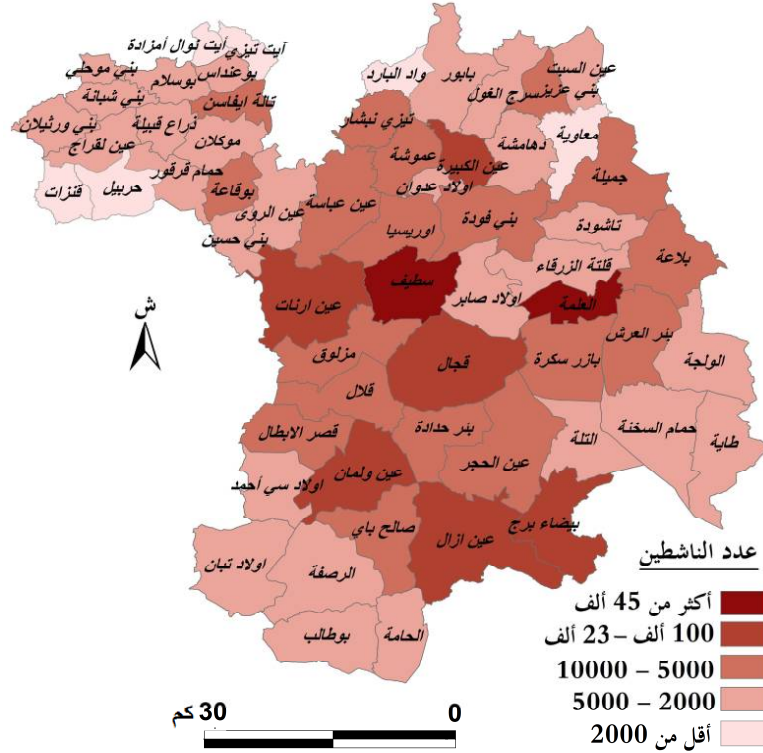 آيت تيزي
آيت نوال أمزادة
بني موحلي
بوسلام
بوعنداس
بني شبانة
تالة ايفاسن
بني ورثيلان
ذراع قبيلة
عين لقراج
موكلان
حمام قرقور
قنزات
حربيل
بوقاعة
عين الروى
بني حسين
واد البارد
بابور
سرج الغول
عين السبت
بني عزيز
معاوية
تيزي نبشار
عموشة
عين الكبيرة
دهامشة
اولاد عدوان
جميلة
عين عباسة
اوريسيا
بني فودة
تاشودة
قلتة الزرقاء
بلاعة
عين ارنات
سطيف
اولاد صابر
العلمة
بئر العرش
الولجة
مزلوق
قجال
بازر سكرة
قلال
قصر الابطال
بئر حدادة
التلة
حمام السخنة
طاية
عين ولمان
عين الحجر
اولاد سي أحمد
صالح باي
عين ازال
بيضاء برج
اولاد تبان
الرصفة
بوطالب
الحامة
ش
عدد الناشطين
أكثر من 45 ألف
100 ألف –23 ألف
10000 – 5000
5000 – 2000
أقل من 2000
30 كم
0